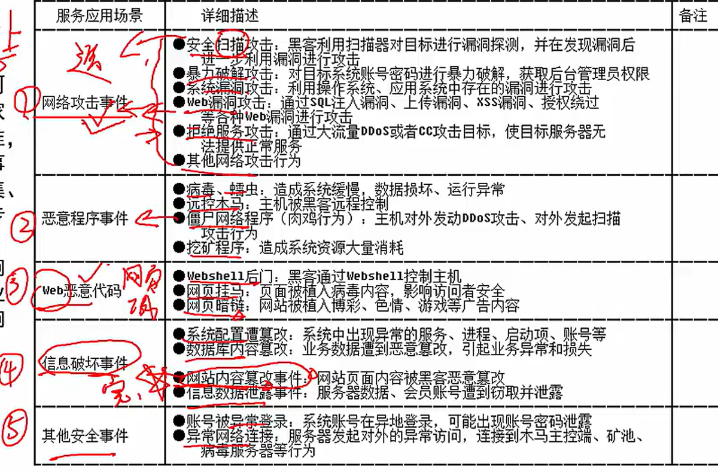 服务应用场景 详细描述 备注
●安全扫描攻击：黑客利用扫描器对目标进行漏洞探测，并在发现漏洞后
进一步利用漏洞进行攻击
●暴力破解攻击：对目标系统账号密码进行暴力破解，获取后台管理员权限
●系统漏洞攻击：利用操作系统、应用系统中存在的漏洞进行攻击
① 网络攻击事件 ●Web漏洞攻击：通过SQL注入漏洞、上传漏洞、XSS漏洞、授权绕过
等各种Web漏洞进行攻击
●拒绝服务攻击：通过大流量DDoS或者CC攻击目标，使目标服务器无
法提供正常服务
●其他网络攻击行为
●病毒、蠕虫：造成系统缓慢，数据损坏、运行异常
●远控木马：主机被黑客远程控制
② 恶意程序事件 ●僵尸网络程序（肉鸡行为）：主机对外发动DDoS攻击、对外发起扫描
攻击行为
●挖矿程序：造成系统资源大量消耗
●Webshell后门：黑客通过Webshell控制主机
③ Web恶意代码 网页 ●网页挂马：页面被植入病毒内容，影响访问者安全
●网页暗链：网站被植入博彩、色情、游戏等广告内容
●系统配置遭篡改：系统中出现异常的服务、进程、启动项、账号等
●数据库内容篡改：业务数据遭到恶意篡改，引起业务异常和损失
④ 信息破坏事件
●网站内容篡改事件：网站页面内容被黑客恶意篡改
●信息数据泄露事件：服务器数据、会员账号遭到窃取并泄露
●账号被异常登录：系统账号在异地登录，可能出现账号密码泄露
⑤ 其他安全事件 ●异常网络连接：服务器发起对外的异常访问，连接到木马主控端、矿池、
病毒服务器等行为